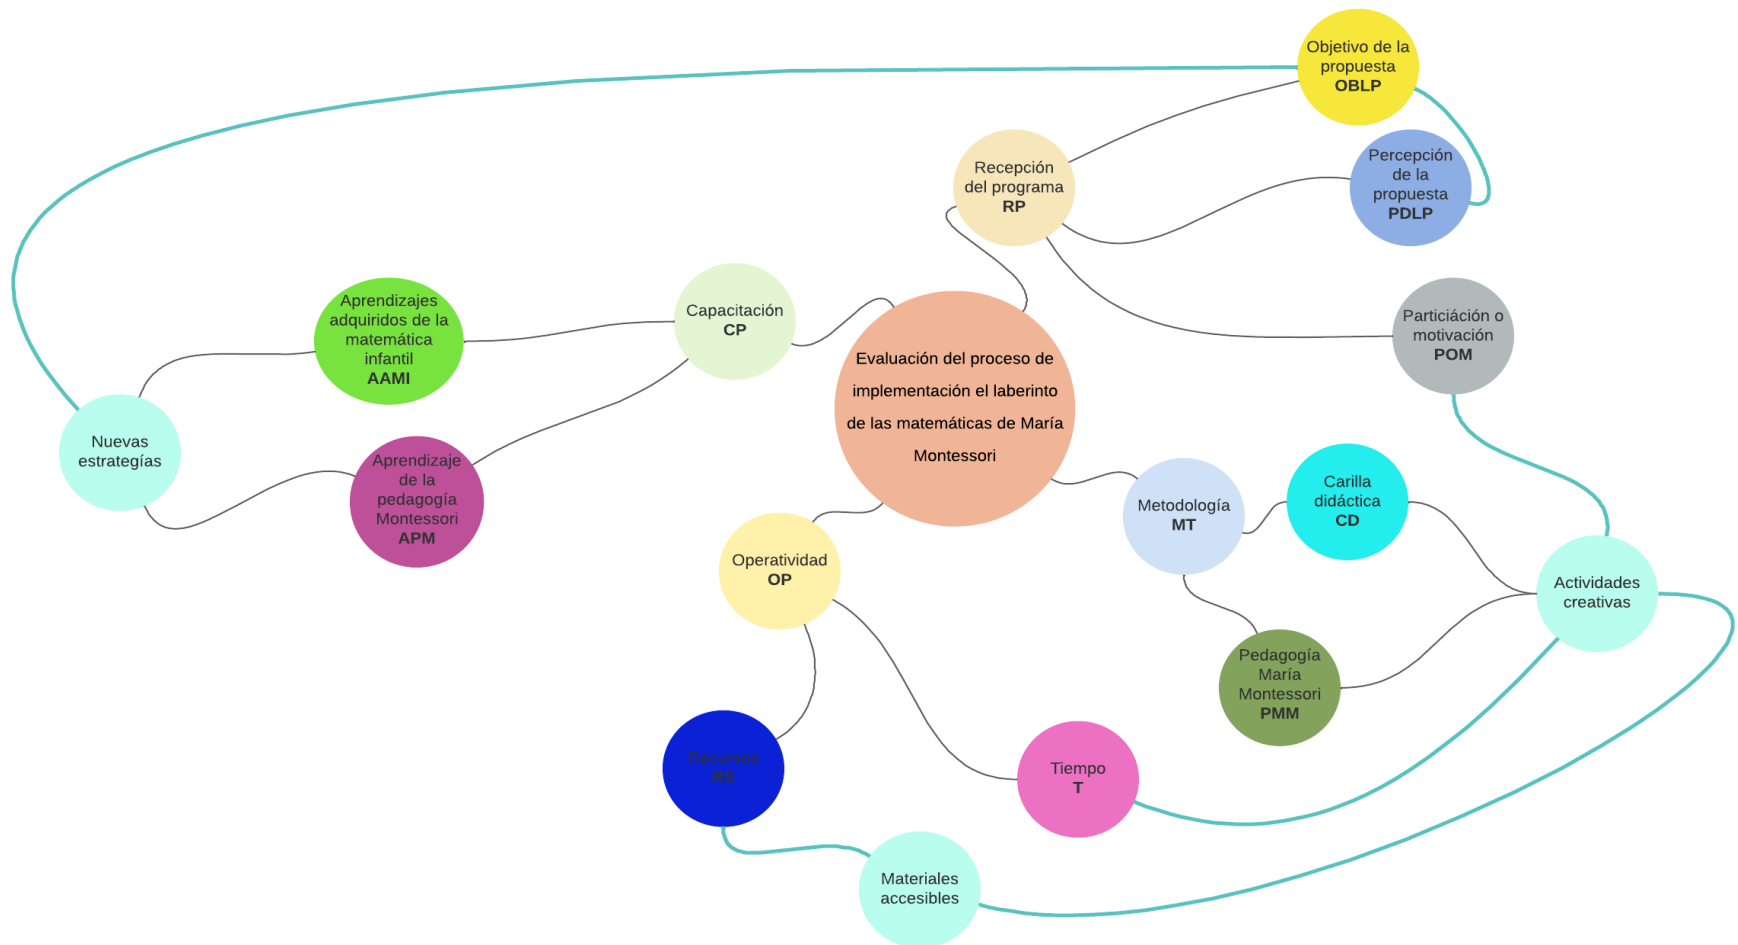 Objetivo de la
propuesta
OBLP
Recepción
del programa
RP
Percepción
de la
propuesta
PDLP
Aprendizajes
adquiridos de la
matemática
infantil
AAMI
Capacitación
CP
Particiáción o
motivación
POM
Evaluación del proceso de
implementación el laberinto
de las matemáticas de María
Montessori
Nuevas
estrategías
Aprendizaje
de la
pedagogía
Montessori
APM
Metodología
MT
Carilla
didáctica
CD
Operatividad
OP
Actividades
creativas
Pedagogía
María
Montessori
PMM
Recursos
RS
Tiempo
T
Materiales
accesibles